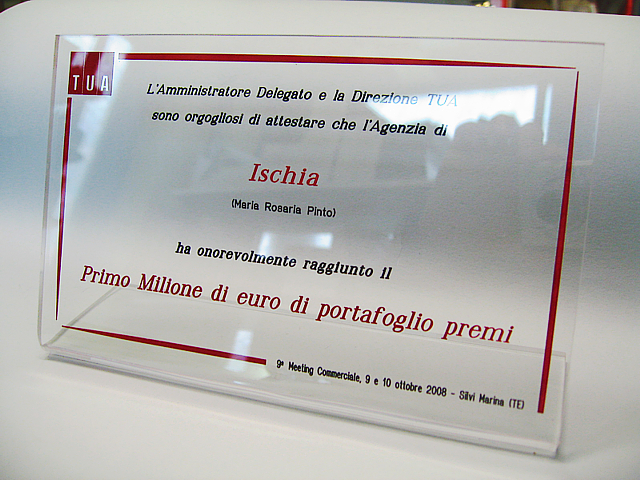 TUA
L'Amministratore Delegato e la Direzione TUA
sono orgogliosi di attestare che l'Agenzia di
Ischia
(Maria Rosaria Pinto)
ha onorevolmente raggiunto il
Primo Milione di euro di portafoglio premi
9º Meeting Commerciale, 9 e 10 ottobre 2008 - Silvi Marina (TE)